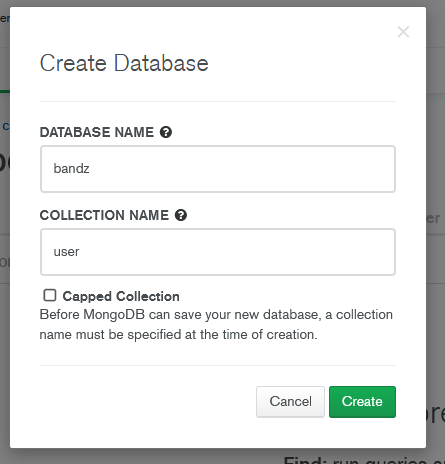 Create Database
DATABASE NAME
bandz
COLLECTION NAME
user
Capped Collection
Before MongoDB can save your new database, a collection
name must be specified at the time of creation.
Cancel
Create
Find: run queries